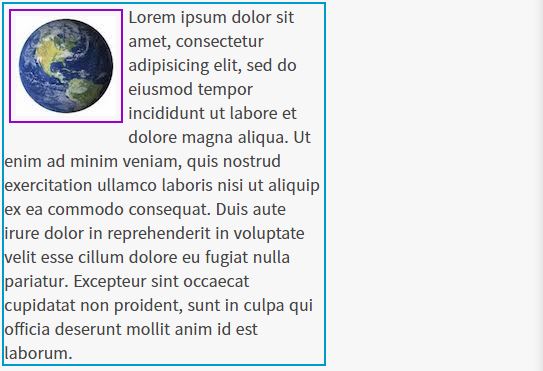 Lorem ipsum dolor sit
amet, consectetur
adipisicing elit, sed do
eiusmod tempor
incididunt ut labore et
dolore magna aliqua. Ut
enim ad minim veniam, quis nostrud
exercitation ullamco laboris nisi ut aliquip
ex ea commodo consequat. Duis aute
irure dolor in reprehenderit in voluptate
velit esse cillum dolore eu fugiat nulla
pariatur. Excepteur sint occaecat
cupidatat non proident, sunt in culpa qui
officia deserunt mollit anim id est
laborum.